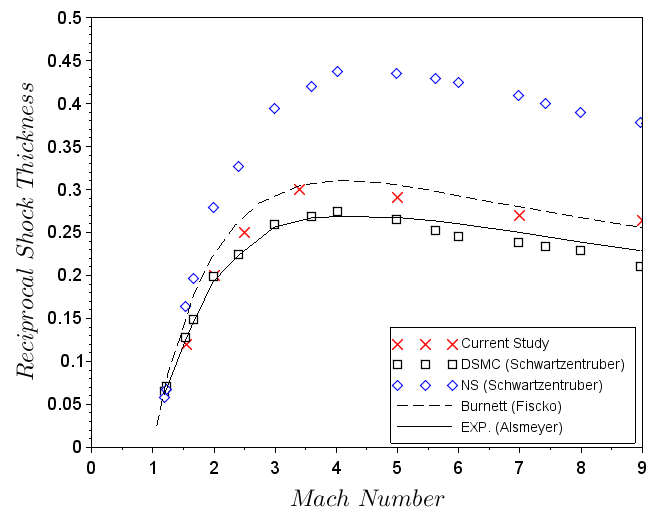 0.5
0.45
0.4
0.35
0.3
0.25
0.2
0.15
0.1
0.05
0
Reciprocal Shock Thickness
Current Study
DSMC (Schwartzentruber)
NS (Schwartzentruber)
Burnett (Fiscko)
EXP. (Alsmeyer)
0 1 2 3 4 5 6 7 8 9
Mach Number